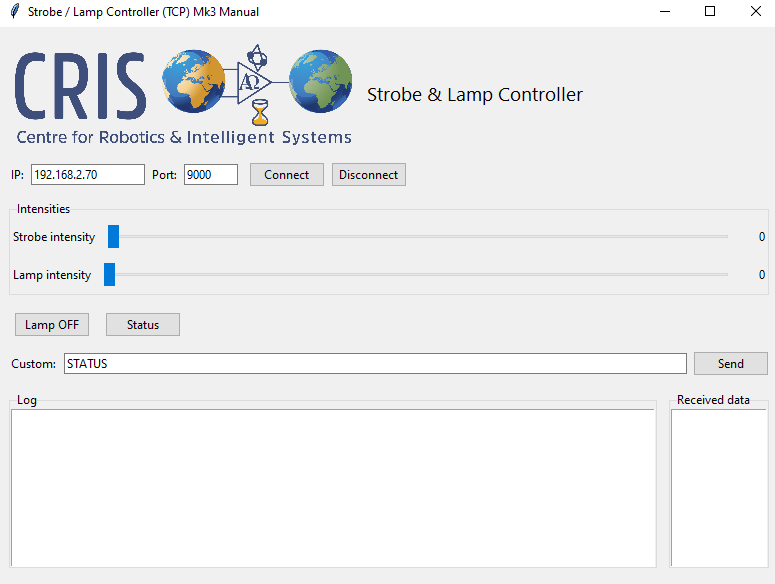 Strobe / Lamp Controller (TCP) Mk3 Manual
CRIS
AΩ
Centre for Robotics & Intelligent Systems
Strobe & Lamp Controller
IP: 192.168.2.70 Port: 9000 Connect Disconnect
Intensities
Strobe intensity 0
Lamp intensity 0
Lamp OFF Status
Custom: STATUS Send
Log Received data